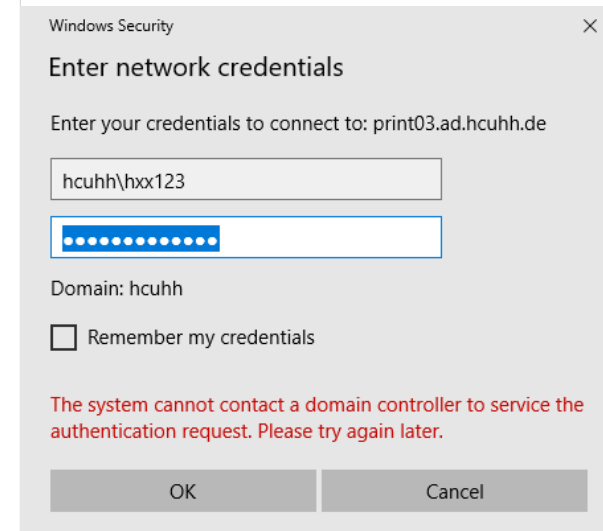 Windows Security
Enter network credentials
Enter your credentials to connect to: print03.ad.hcuhh.de
hcuhh\hxx123
●●●●●●●●●●●●●
Domain: hcuhh
Remember my credentials
The system cannot contact a domain controller to service the
authentication request. Please try again later.
OK
Cancel